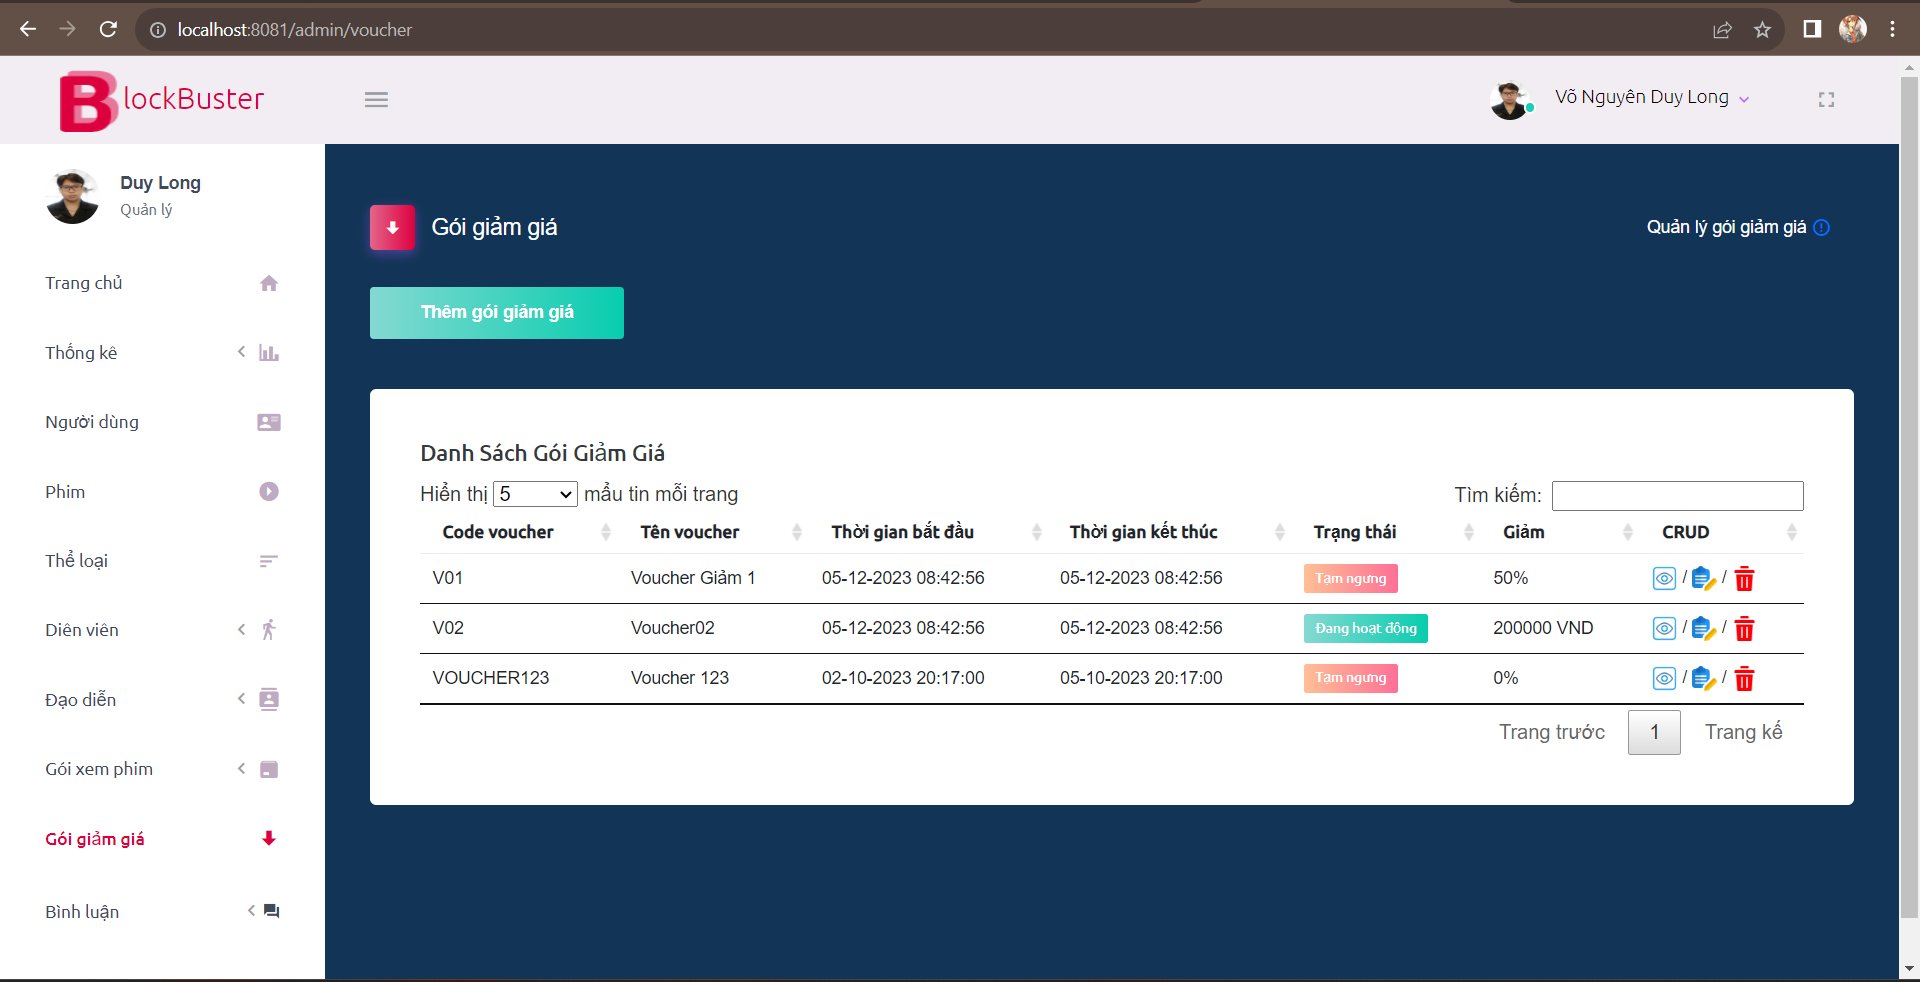 localhost:8081/admin/voucher
BlockBuster
Võ Nguyên Duy Long
Duy Long
Quản lý
Trang chủ
Thống kê
Người dùng
Phim
Thể loại
Diên viên
Đạo diễn
Gói xem phim
Gói giảm giá
Bình luận
Gói giảm giá
Quản lý gói giảm giá
Thêm gói giảm giá
Danh Sách Gói Giảm Giá
Hiển thị 5 mẩu tin mỗi trang
Tìm kiếm:
Code voucher Tên voucher Thời gian bắt đầu Thời gian kết thúc Trạng thái Giảm CRUD
V01 Voucher Giảm 1 05-12-2023 08:42:56 05-12-2023 08:42:56 Tạm ngưng 50% / /
V02 Voucher02 05-12-2023 08:42:56 05-12-2023 08:42:56 Đang hoạt động 200000 VND / /
VOUCHER123 Voucher 123 02-10-2023 20:17:00 05-10-2023 20:17:00 Tạm ngưng 0% / /
Trang trước 1 Trang kế